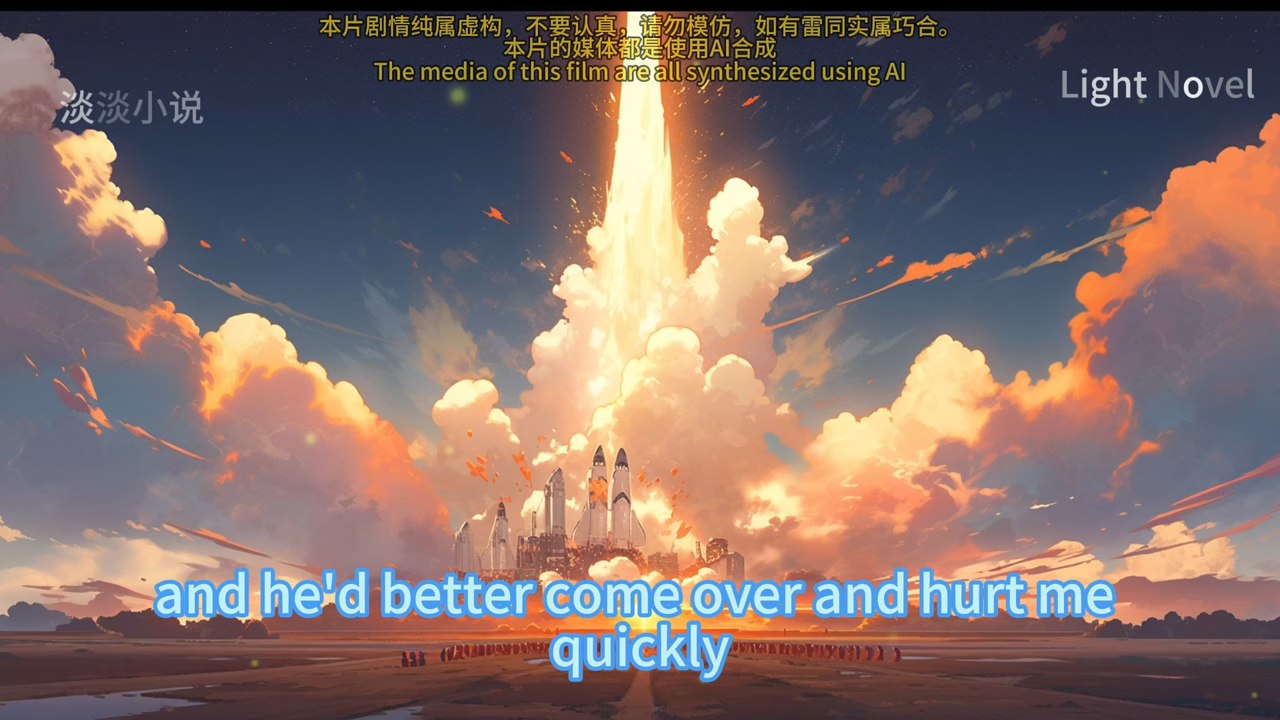 本片剧情纯属虚构，不要认真，请勿模仿，如有雷同实属巧合。
本片的媒体都是使用AI合成
The media of this film are all synthesized using AI
淡淡小说
Light Novel
and he'd better come over and hurt me
quickly